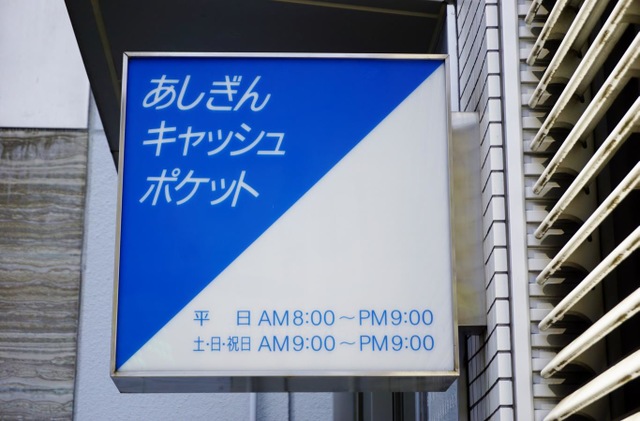 あしぎん
キャッシュ
ポケット
平　日 AM8:00～PM9:00
土・日・祝日 AM9:00～PM9:00